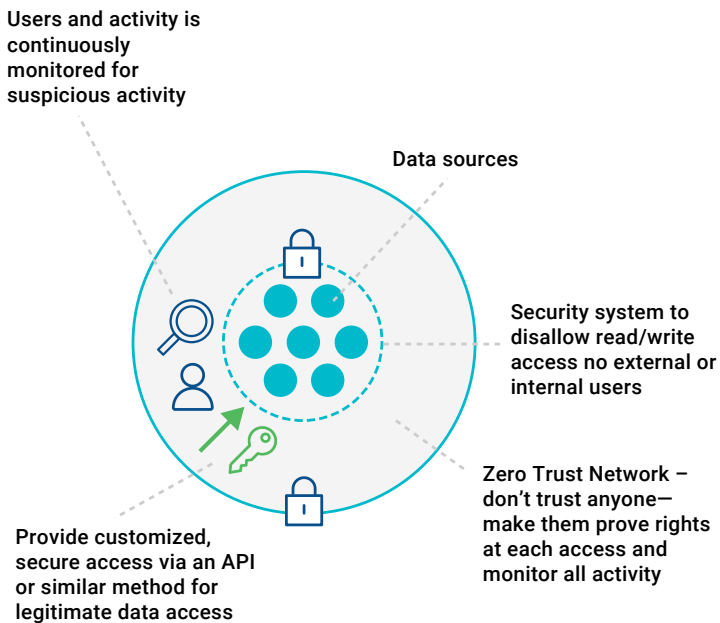 Users and activity is
continuously
monitored for
suspicious activity
Data sources
Security system to
disallow read/write
access no external or
internal users
Zero Trust Network –
don’t trust anyone—
make them prove rights
at each access and
monitor all activity
Provide customized,
secure access via an API
or similar method for
legitimate data access